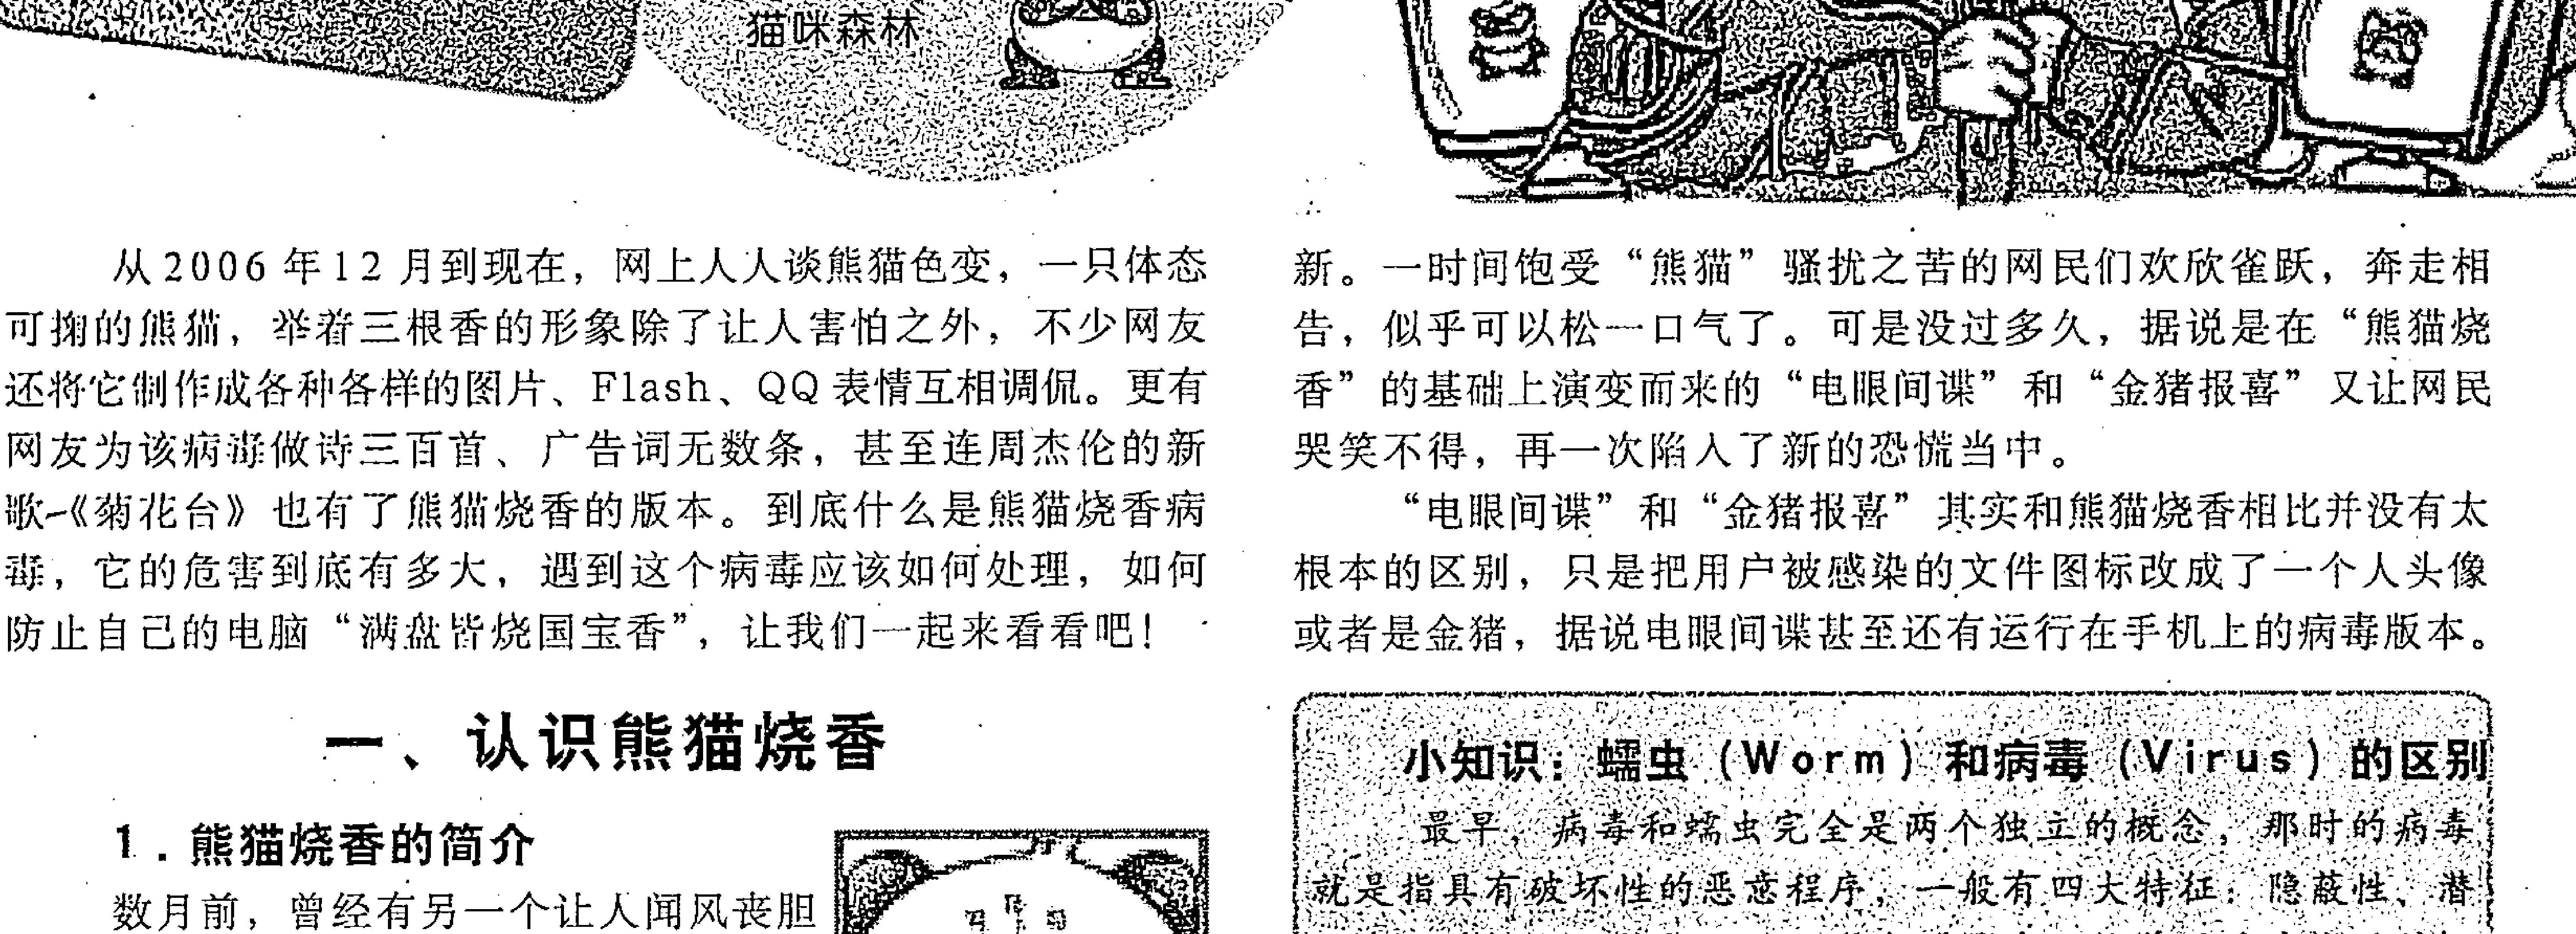 猫咪森林
从2006年12月到现在，网上人人谈熊猫色变，一只体态
可掬的熊猫，举着三根香的形象除了让人害怕之外，不少网友
还将它制作成各种各样的图片、Flash、QQ表情互相调侃。更有
网友为该病毒做诗三百首、广告词无数条，甚至连周杰伦的新
歌-《菊花台》也有了熊猫烧香的版本。到底什么是熊猫烧香病
毒，它的危害到底有多大，遇到这个病毒应该如何处理，如何
防止自己的电脑“满盘皆烧国宝香”，让我们一起来看看吧！
一、认识熊猫烧香
1．熊猫烧香的简介
数月前，曾经有另一个让人闻风丧胆
新。一时间饱受“熊猫”骚扰之苦的网民们欢欣雀跃，奔走相
告，似乎可以松一口气了。可是没过多久，据说是在“熊猫烧
香”的基础上演变而来的“电眼间谍”和“金猪报喜”又让网民
哭笑不得，再一次陷入了新的恐慌当中。
“电眼间谍”和“金猪报喜”其实和熊猫烧香相比并没有太
根本的区别，只是把用户被感染的文件图标改成了一个人头像
或者是金猪，据说电眼间谍甚至还有运行在手机上的病毒版本。
小知识：蠕虫（Worm）和病毒（Virus）的区别
最早，病毒和蠕虫完全是两个独立的概念，那时的病毒
就是指具有破坏性的恶意程序，一般有四大特征：隐蔽性、潜